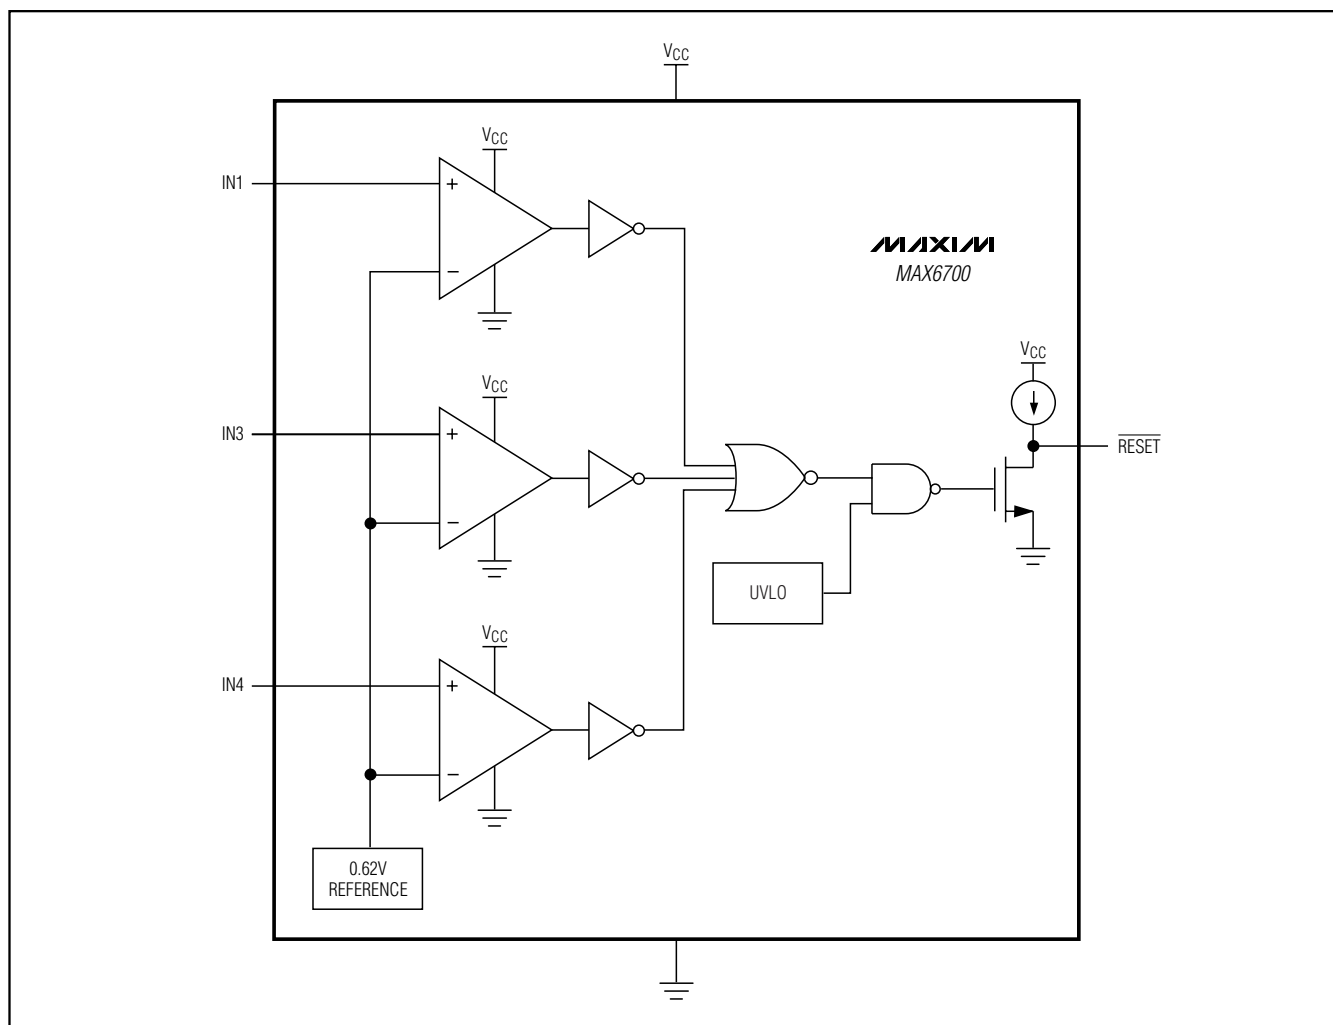 VCC
VCC
IN1
+
−
MAXIM
MAX6700
VCC
VCC
IN3
+
−
RESET
UVLO
VCC
IN4
+
−
0.62V
REFERENCE